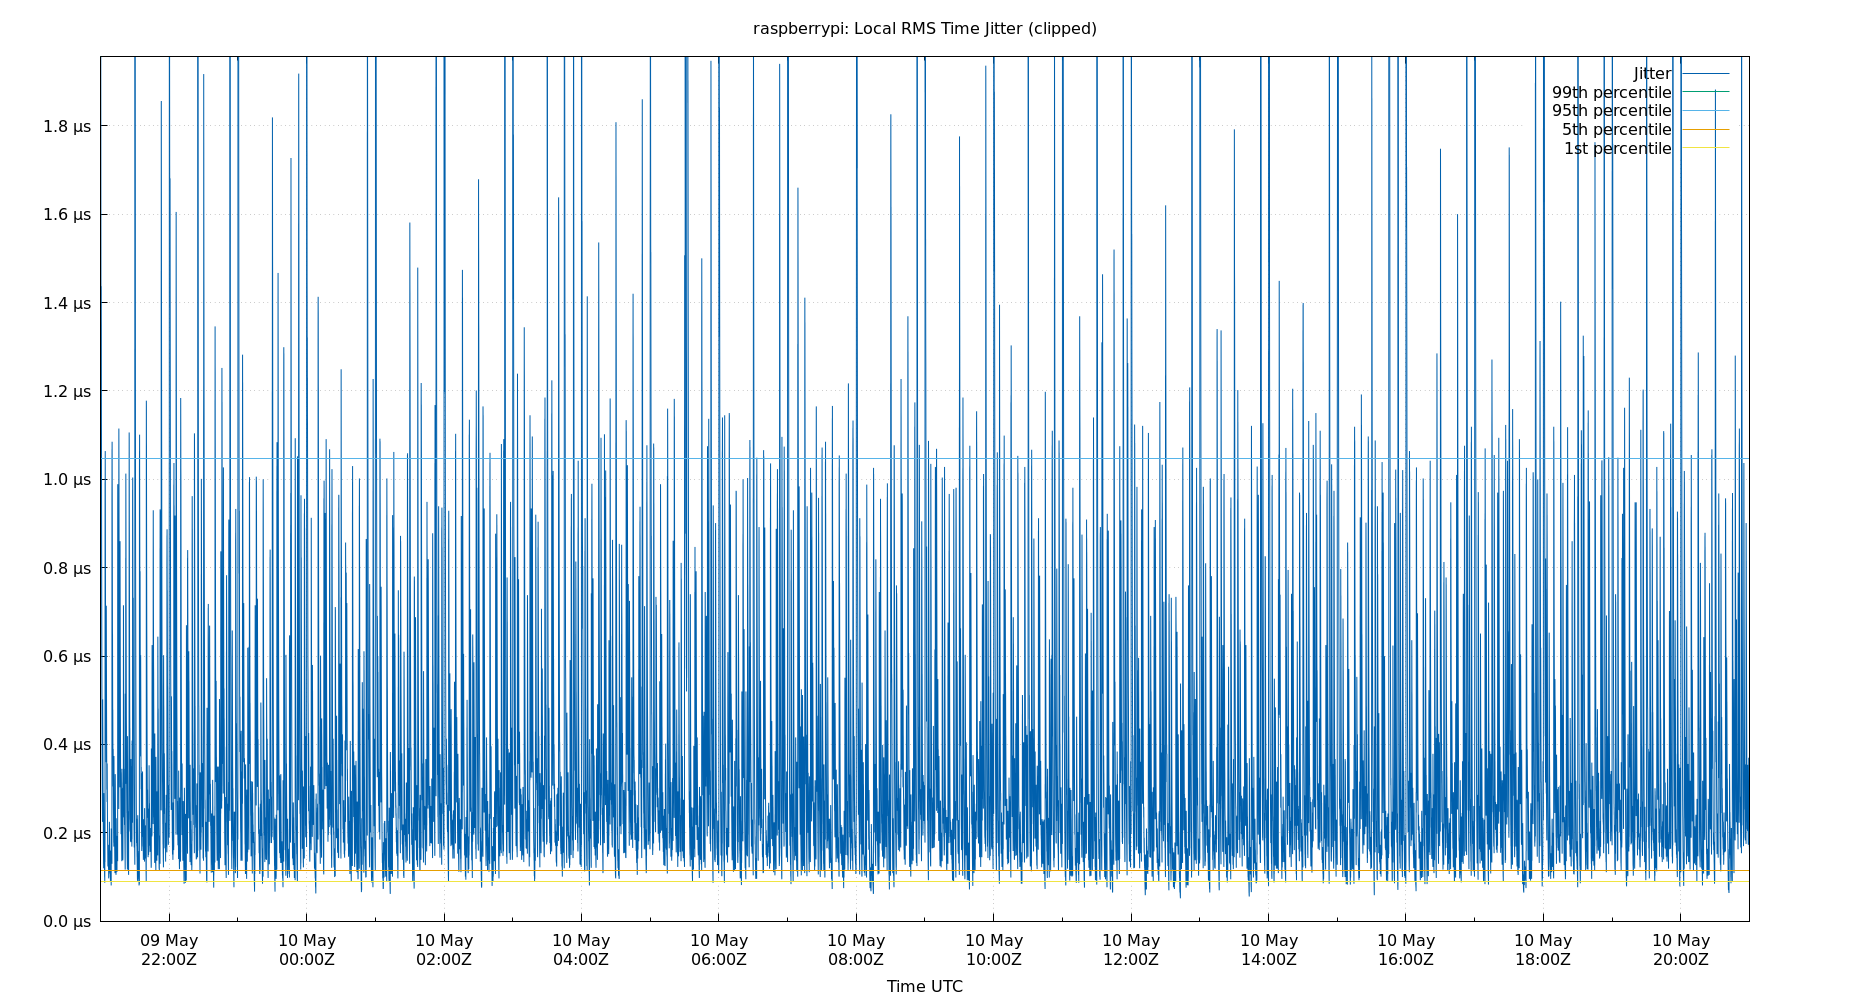 raspberrypi: Local RMS Time Jitter (clipped)
Jitter
99th percentile
95th percentile
5th percentile
1st percentile
1.8 µs
1.6 µs
1.4 µs
1.2 µs
1.0 µs
0.8 µs
0.6 µs
0.4 µs
0.2 µs
0.0 µs
09 May 10 May 10 May 10 May 10 May 10 May 10 May 10 May 10 May 10 May 10 May 10 May
22:00Z 00:00Z 02:00Z 04:00Z 06:00Z 08:00Z 10:00Z 12:00Z 14:00Z 16:00Z 18:00Z 20:00Z
Time UTC